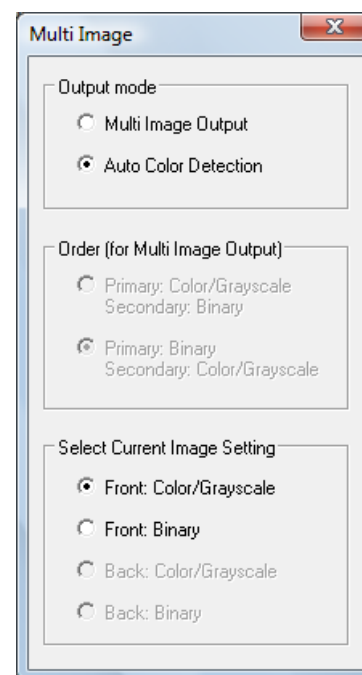 Multi Image
Output mode
Multi Image Output
Auto Color Detection
Order (for Multi Image Output)
Primary: Color/Grayscale
Secondary: Binary
Primary: Binary
Secondary: Color/Grayscale
Select Current Image Setting
Front: Color/Grayscale
Front: Binary
Back: Color/Grayscale
Back: Binary